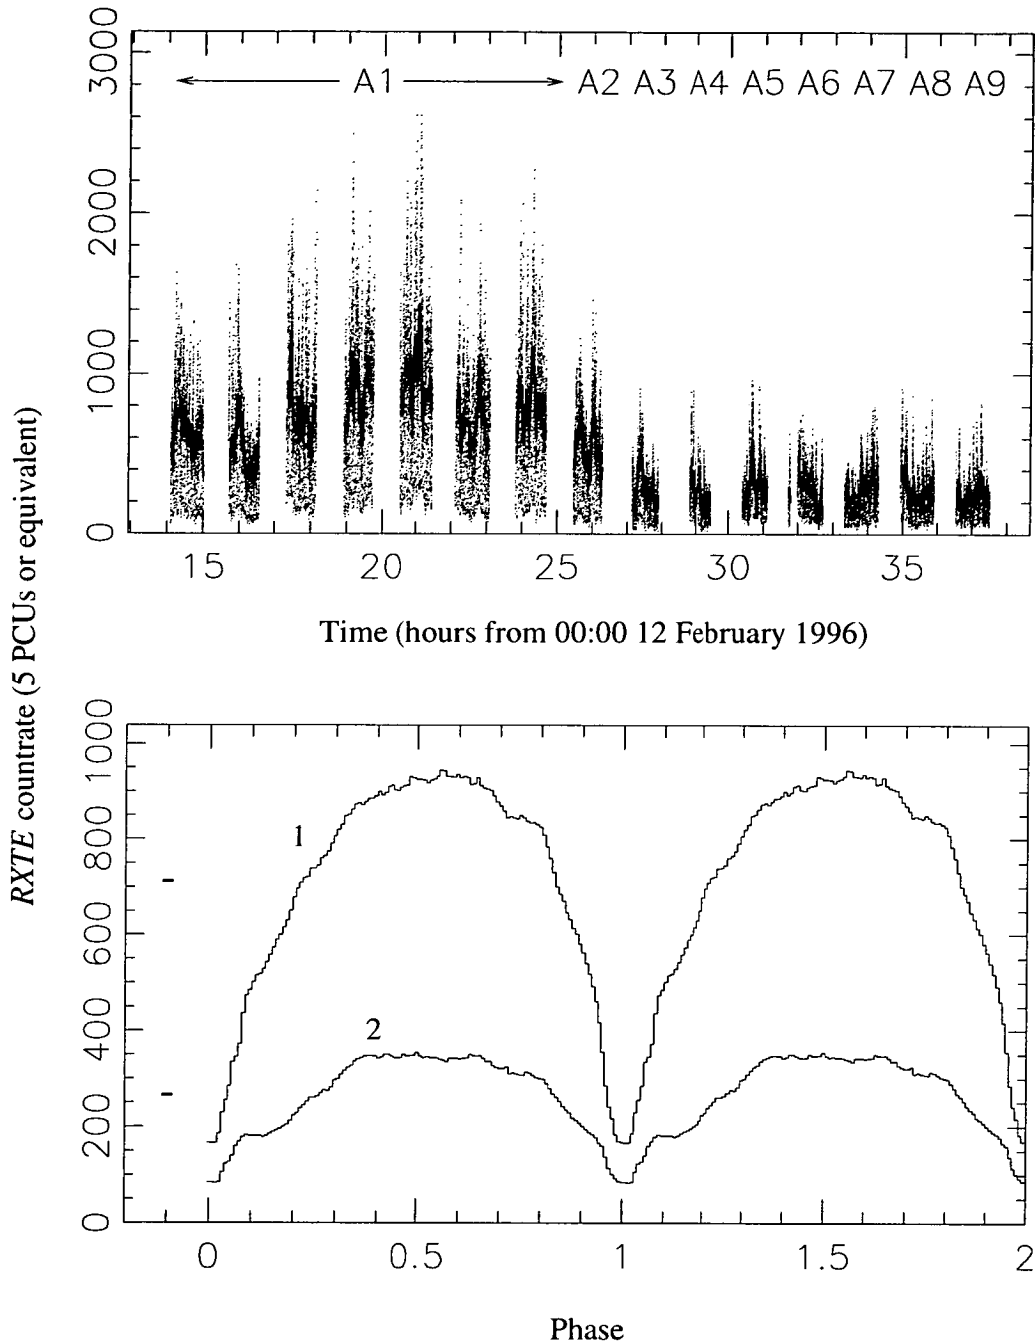 RXTE countrate (5 PCUs or equivalent)
3000
2000
1000
0
A1 A2 A3 A4 A5 A6 A7 A8 A9
15 20 25 30 35
Time (hours from 00:00 12 February 1996)
1000
800
600
400
200
0
1
2
0 0.5 1 1.5 2
Phase